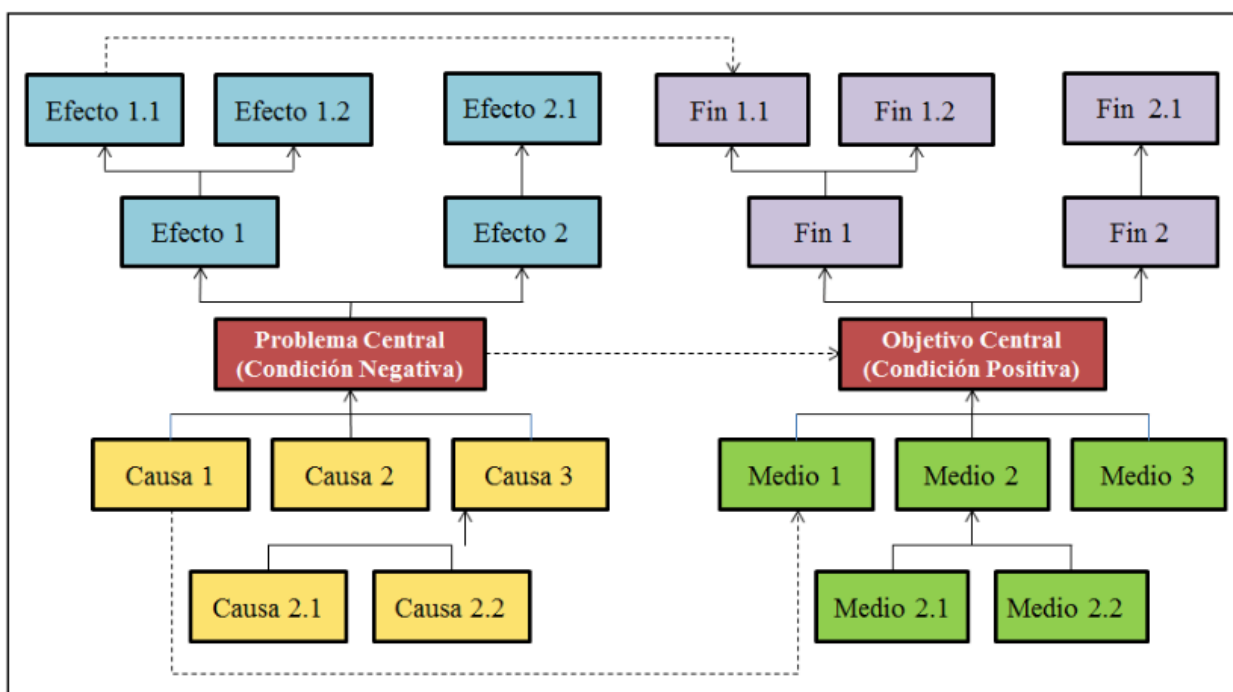 Efecto 1.1
Efecto 1.2
Efecto 2.1
Fin 1.1
Fin 1.2
Fin 2.1
Efecto 1
Efecto 2
Fin 1
Fin 2
Problema Central
(Condición Negativa)
Objetivo Central
(Condición Positiva)
Causa 1
Causa 2
Causa 3
Medio 1
Medio 2
Medio 3
Causa 2.1
Causa 2.2
Medio 2.1
Medio 2.2